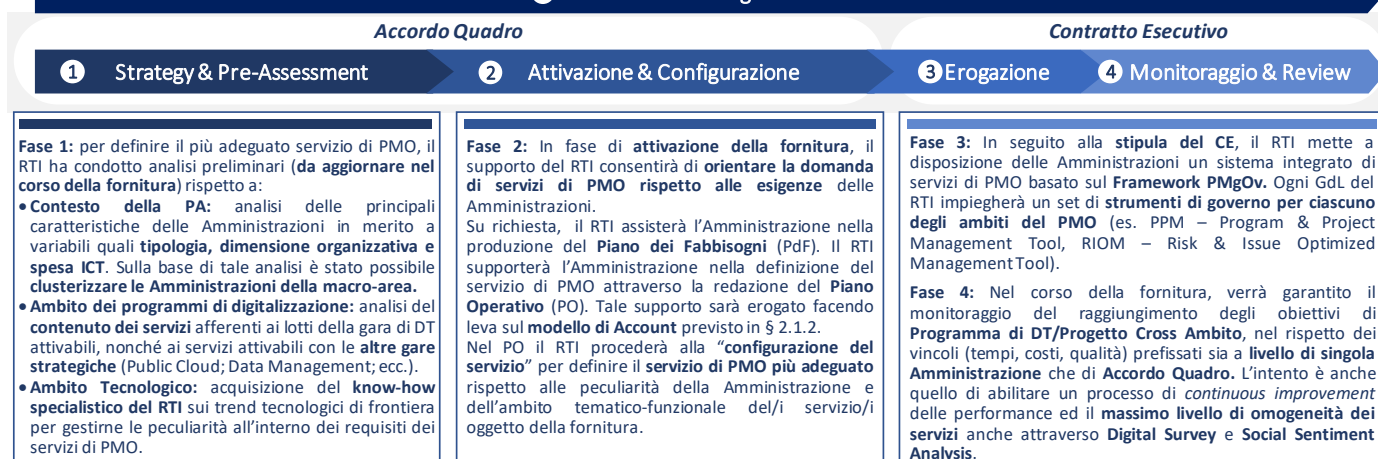 Accordo Quadro
Contratto Esecutivo
1 Strategy & Pre-Assessment
2 Attivazione & Configurazione
3 Erogazione
4 Monitoraggio & Review
Fase 1: per definire il più adeguato servizio di PMO, il
RTI ha condotto analisi preliminari (da aggiornare nel
corso della fornitura) rispetto a:
• Contesto della PA: analisi delle principali
caratteristiche delle Amministrazioni in merito a
variabili quali tipologia, dimensione organizzativa e
spesa ICT. Sulla base di tale analisi è stato possibile
clusterizzare le Amministrazioni della macro-area.
• Ambito dei programmi di digitalizzazione: analisi del
contenuto dei servizi afferenti ai lotti della gara di DT
attivabili, nonché ai servizi attivabili con le altre gare
strategiche (Public Cloud; Data Management; ecc.).
• Ambito Tecnologico: acquisizione del know-how
specialistico del RTI sui trend tecnologici di frontiera
per gestirne le peculiarità all'interno dei requisiti dei
servizi di PMO.
Fase 2: In fase di attivazione della fornitura, il
supporto del RTI consentirà di orientare la domanda
di servizi di PMO rispetto alle esigenze delle
Amministrazioni.
Su richiesta, il RTI assisterà l'Amministrazione nella
produzione del Piano dei Fabbisogni (PdF). Il RTI
supporterà l'Amministrazione nella definizione del
servizio di PMO attraverso la redazione del Piano
Operativo (PO). Tale supporto sarà erogato facendo
leva sul modello di Account previsto in § 2.1.2.
Nel PO il RTI procederà alla “configurazione del
servizio” per definire il servizio di PMO più adeguato
rispetto alle peculiarità della Amministrazione e
dell'ambito tematico-funzionale del/i servizio/i
oggetto della fornitura.
Fase 3: In seguito alla stipula del CE, il RTI mette a
disposizione delle Amministrazioni un sistema integrato di
servizi di PMO basato sul Framework PMgOv. Ogni GdL del
RTI impiegherà un set di strumenti di governo per ciascuno
degli ambiti del PMO (es. PPM – Program & Project
Management Tool, RIOM – Risk & Issue Optimized
Management Tool).
Fase 4: Nel corso della fornitura, verrà garantito il
monitoraggio del raggiungimento degli obiettivi di
Programma di DT/Progetto Cross Ambito, nel rispetto dei
vincoli (tempi, costi, qualità) prefissati sia a livello di singola
Amministrazione che di Accordo Quadro. L'intento è anche
quello di abilitare un processo di continuous improvement
delle performance ed il massimo livello di omogeneità dei
servizi anche attraverso Digital Survey e Social Sentiment
Analysis.